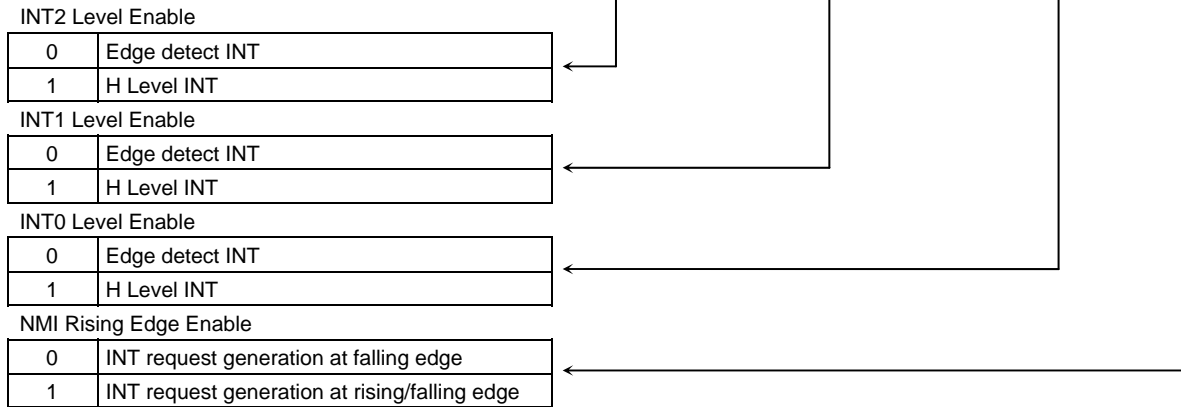 INT2 Level Enable
0 Edge detect INT
1 H Level INT
INT1 Level Enable
0 Edge detect INT
1 H Level INT
INT0 Level Enable
0 Edge detect INT
1 H Level INT
NMI Rising Edge Enable
0 INT request generation at falling edge
1 INT request generation at rising/falling edge